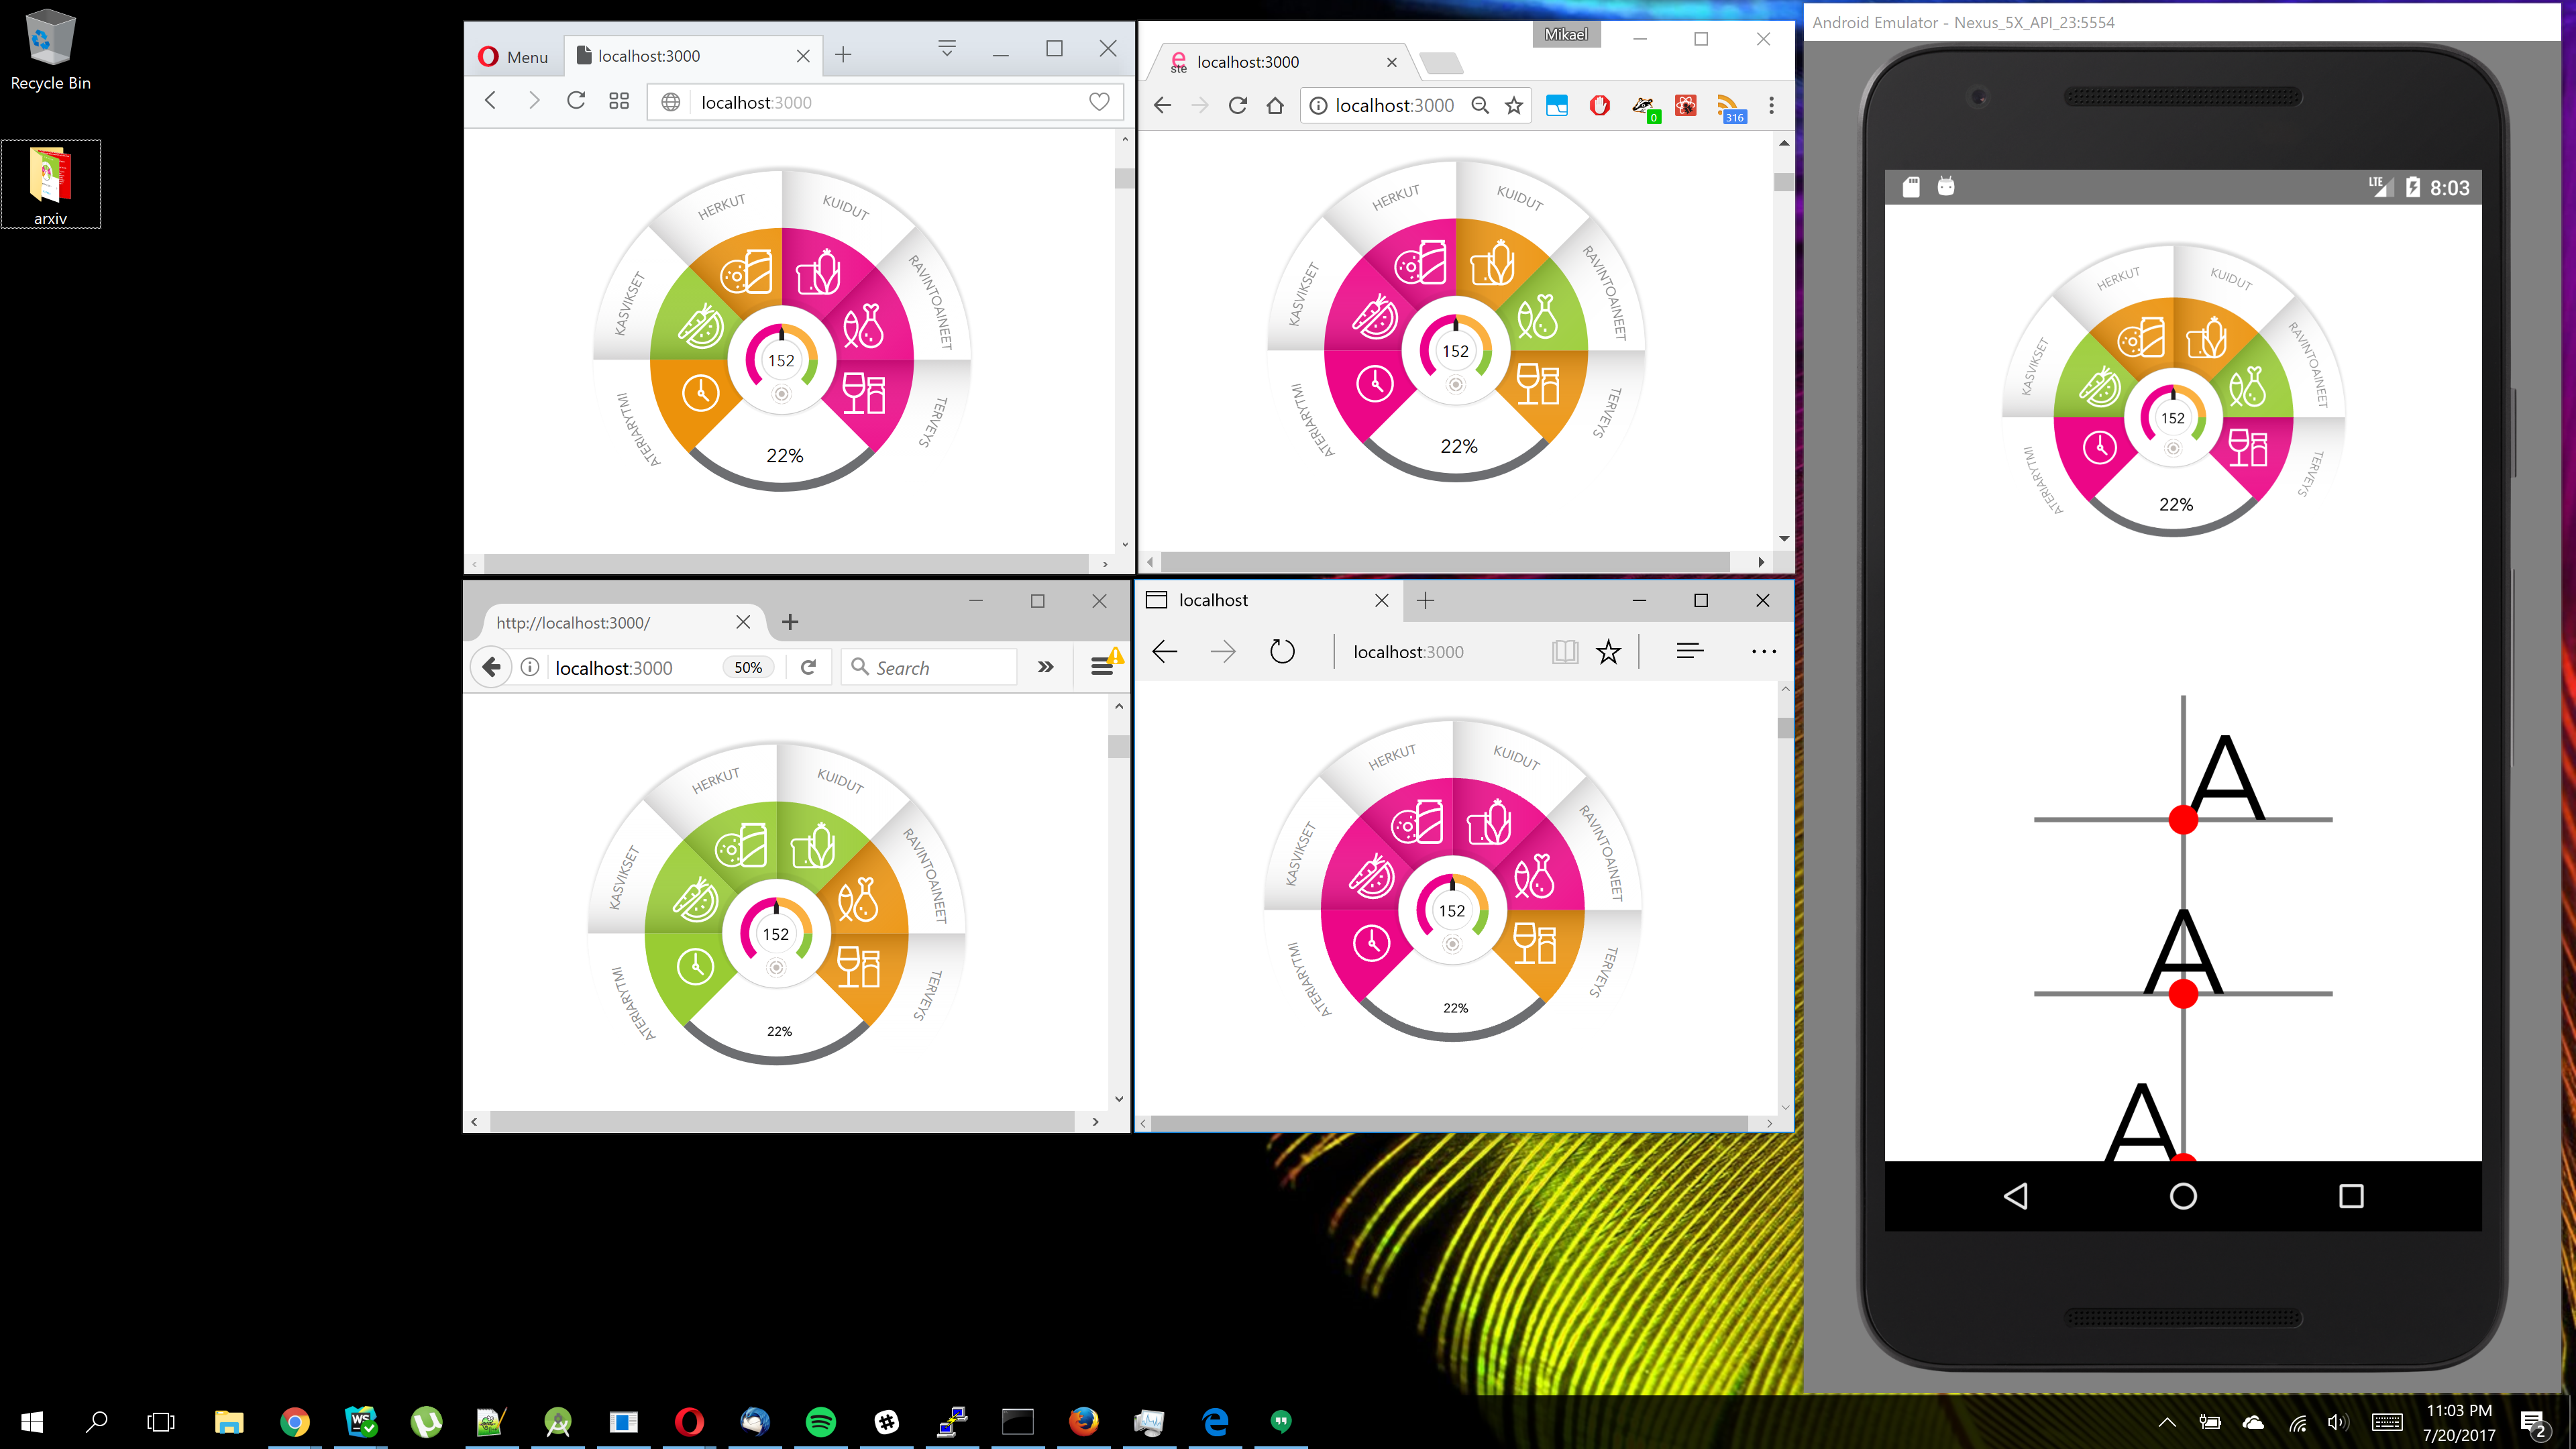 Recycle Bin
arxiv
Menu
localhost:3000
localhost:3000
HERKUT
KUIDUT
KASVIKSET
RAVINTOAINEET
ATERIARYTMI
TERVEYS
152
22%
Mikael
e
ste
localhost:3000
localhost:3000
0
316
HERKUT
KUIDUT
KASVIKSET
RAVINTOAINEET
ATERIARYTMI
TERVEYS
152
22%
http://localhost:3000/
localhost:3000
50%
Search
HERKUT
KUIDUT
KASVIKSET
RAVINTOAINEET
ATERIARYTMI
TERVEYS
152
22%
localhost
localhost:3000
HERKUT
KUIDUT
KASVIKSET
RAVINTOAINEET
ATERIARYTMI
TERVEYS
152
22%
Android Emulator - Nexus_5X_API_23:5554
LTE
8:03
HERKUT
KUIDUT
KASVIKSET
RAVINTOAINEET
ATERIARYTMI
TERVEYS
152
22%
A
A
A
WS
11:03 PM
7/20/2017
2